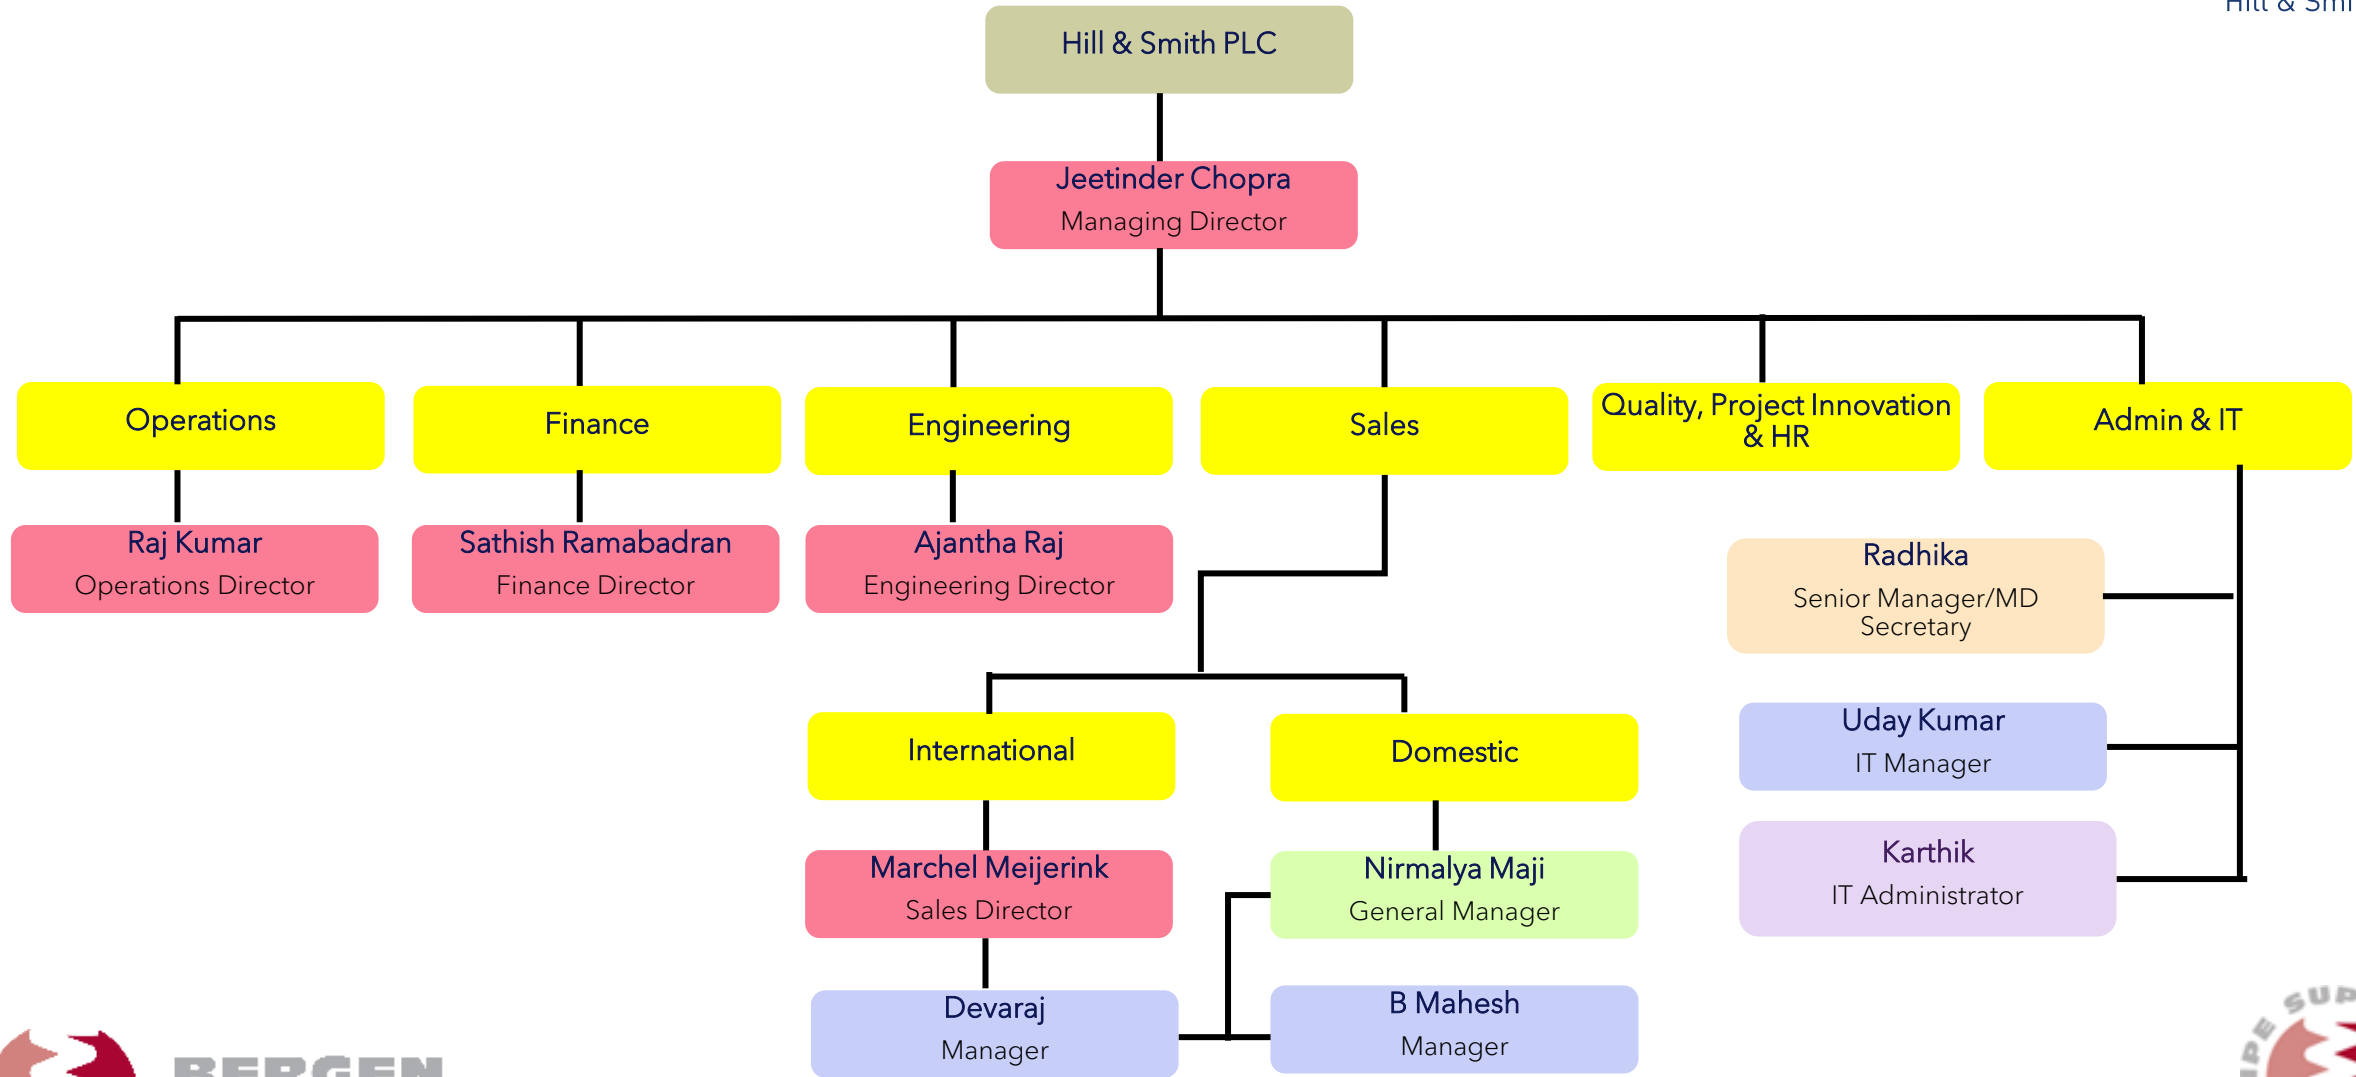 Hill & Smith PLC
Jeetinder Chopra
Managing Director
Operations
Finance
Engineering
Sales
Quality, Project Innovation
& HR
Admin & IT
Raj Kumar
Operations Director
Sathish Ramabadran
Finance Director
Ajantha Raj
Engineering Director
Radhika
Senior Manager/MD
Secretary
Uday Kumar
IT Manager
Karthik
IT Administrator
International
Domestic
Marchel Meijerink
Sales Director
Nirmalya Maji
General Manager
Devaraj
Manager
B Mahesh
Manager
BERGEN